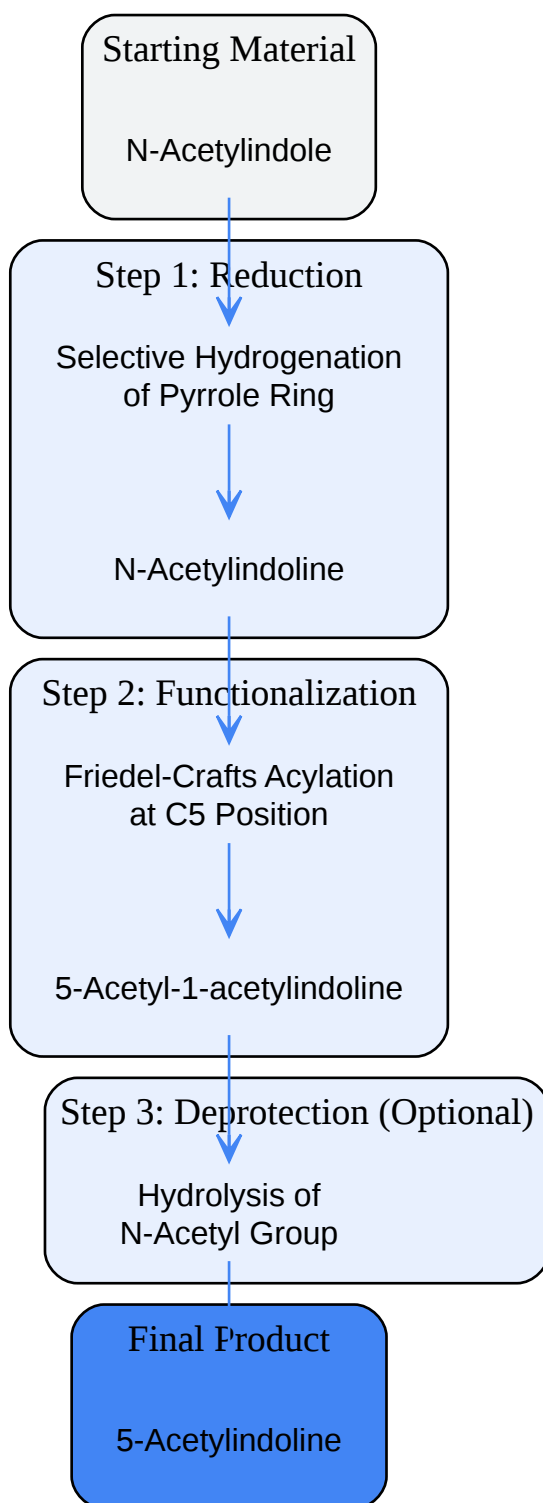 Starting Material
N-Acetylindole
Step 1: Reduction
Selective Hydrogenation
of Pyrrole Ring
N-Acetylindoline
Step 2: Functionalization
Friedel-Crafts Acylation
at C5 Position
5-Acetyl-1-acetylindoline
Step 3: Deprotection (Optional)
Hydrolysis of
N-Acetyl Group
Final Product
5-Acetylindoline